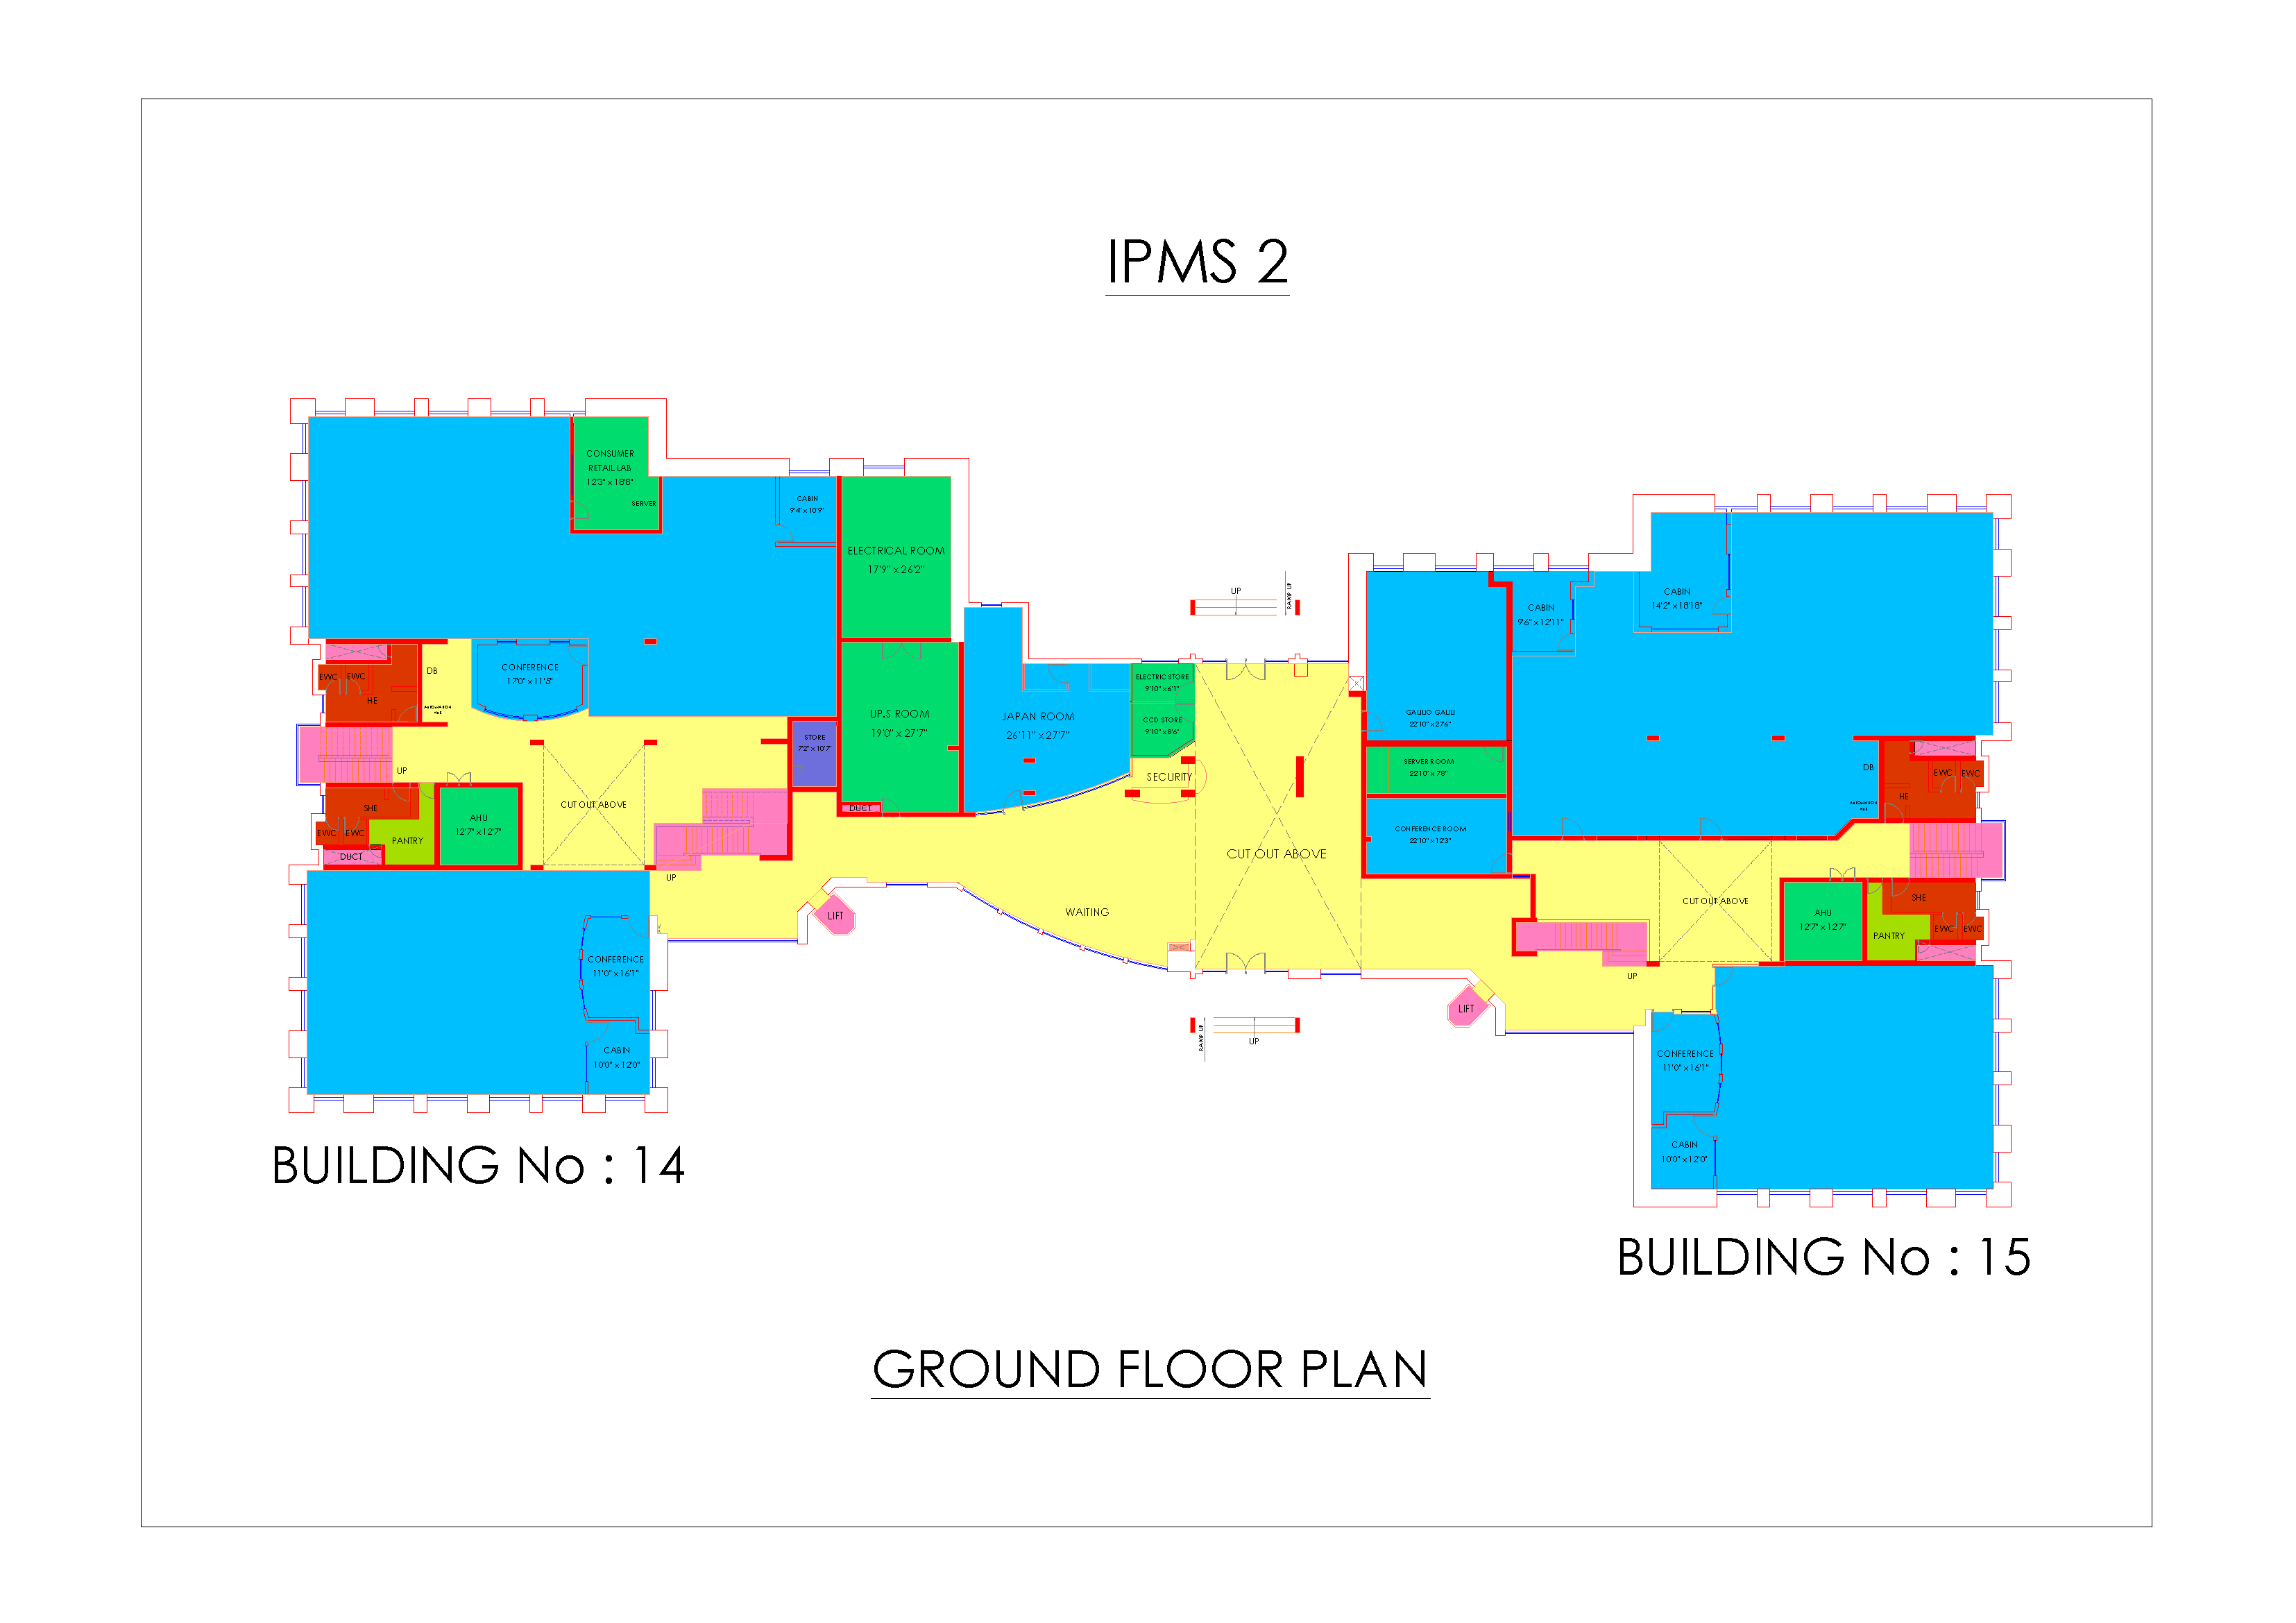 IPMS 2
CONSUMER
RETAIL LAB
12'3" x 18'8"
SERVER
CABIN
9'4" x 10'9"
ELECTRICAL ROOM
17'9" x 26'2"
UP
RAMP UP
CABIN
14'2" x 18'18"
CABIN
9'6" x 12'11"
EWC
EWC
HE
DB
CONFERENCE
17'0" x 11'5"
ELECTRIC STORE
9'10" x 6'1"
CCD STORE
9'10" x 8'6"
UP.S ROOM
19'0" x 27'7"
JAPAN ROOM
26'11" x 27'7"
GALILIO GALILI
22'10" x 27'6"
STORE
7'2" x 10'7"
SECURITY
SERVER ROOM
22'10" x 7'8"
DB
EWC
EWC
HE
UP
SHE
EWC
EWC
PANTRY
DUCT
AHU
12'7" x 12'7"
CUT OUT ABOVE
DUCT
CONFERENCE ROOM
22'10" x 12'3"
CUT OUT ABOVE
UP
LIFT
WAITING
CUT OUT ABOVE
AHU
12'7" x 12'7"
SHE
EWC
EWC
PANTRY
CONFERENCE
11'0" x 16'1"
UP
LIFT
CABIN
10'0" x 12'0"
RAMP UP
UP
CONFERENCE
11'0" x 16'1"
CABIN
10'0" x 12'0"
BUILDING No : 14
BUILDING No : 15
GROUND FLOOR PLAN